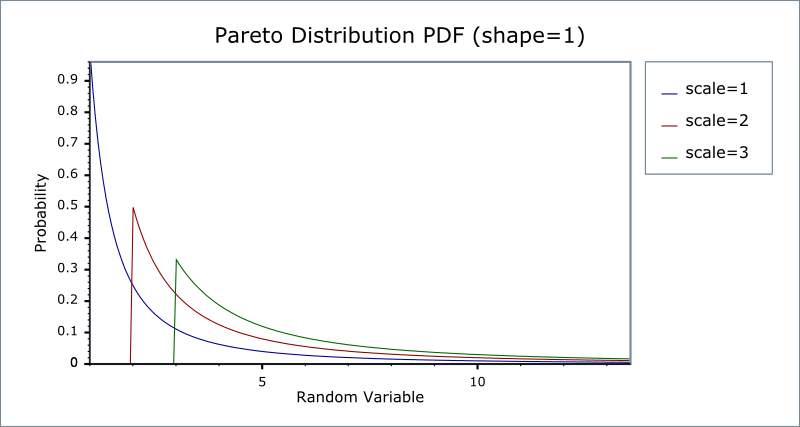 Pareto Distribution PDF (shape=1)
scale=1
scale=2
scale=3
Probability
0.9
0.8
0.7
0.6
0.5
0.4
0.3
0.2
0.1
0
5
10
Random Variable